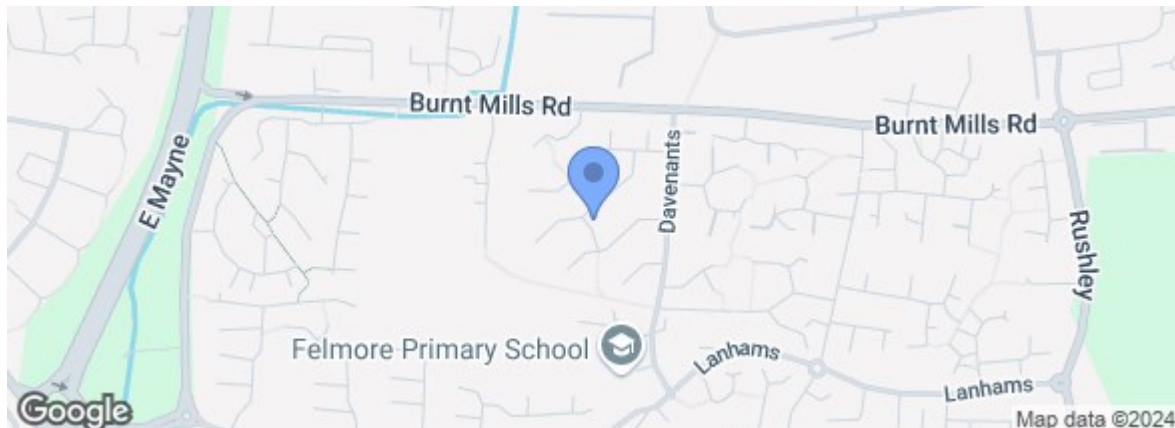 Burnt Mills Rd
Burnt Mills Rd
E Mayne
Davenants
Rushley
Felmore Primary School
Lanhams
Lanhams
Google
Map data ©2024